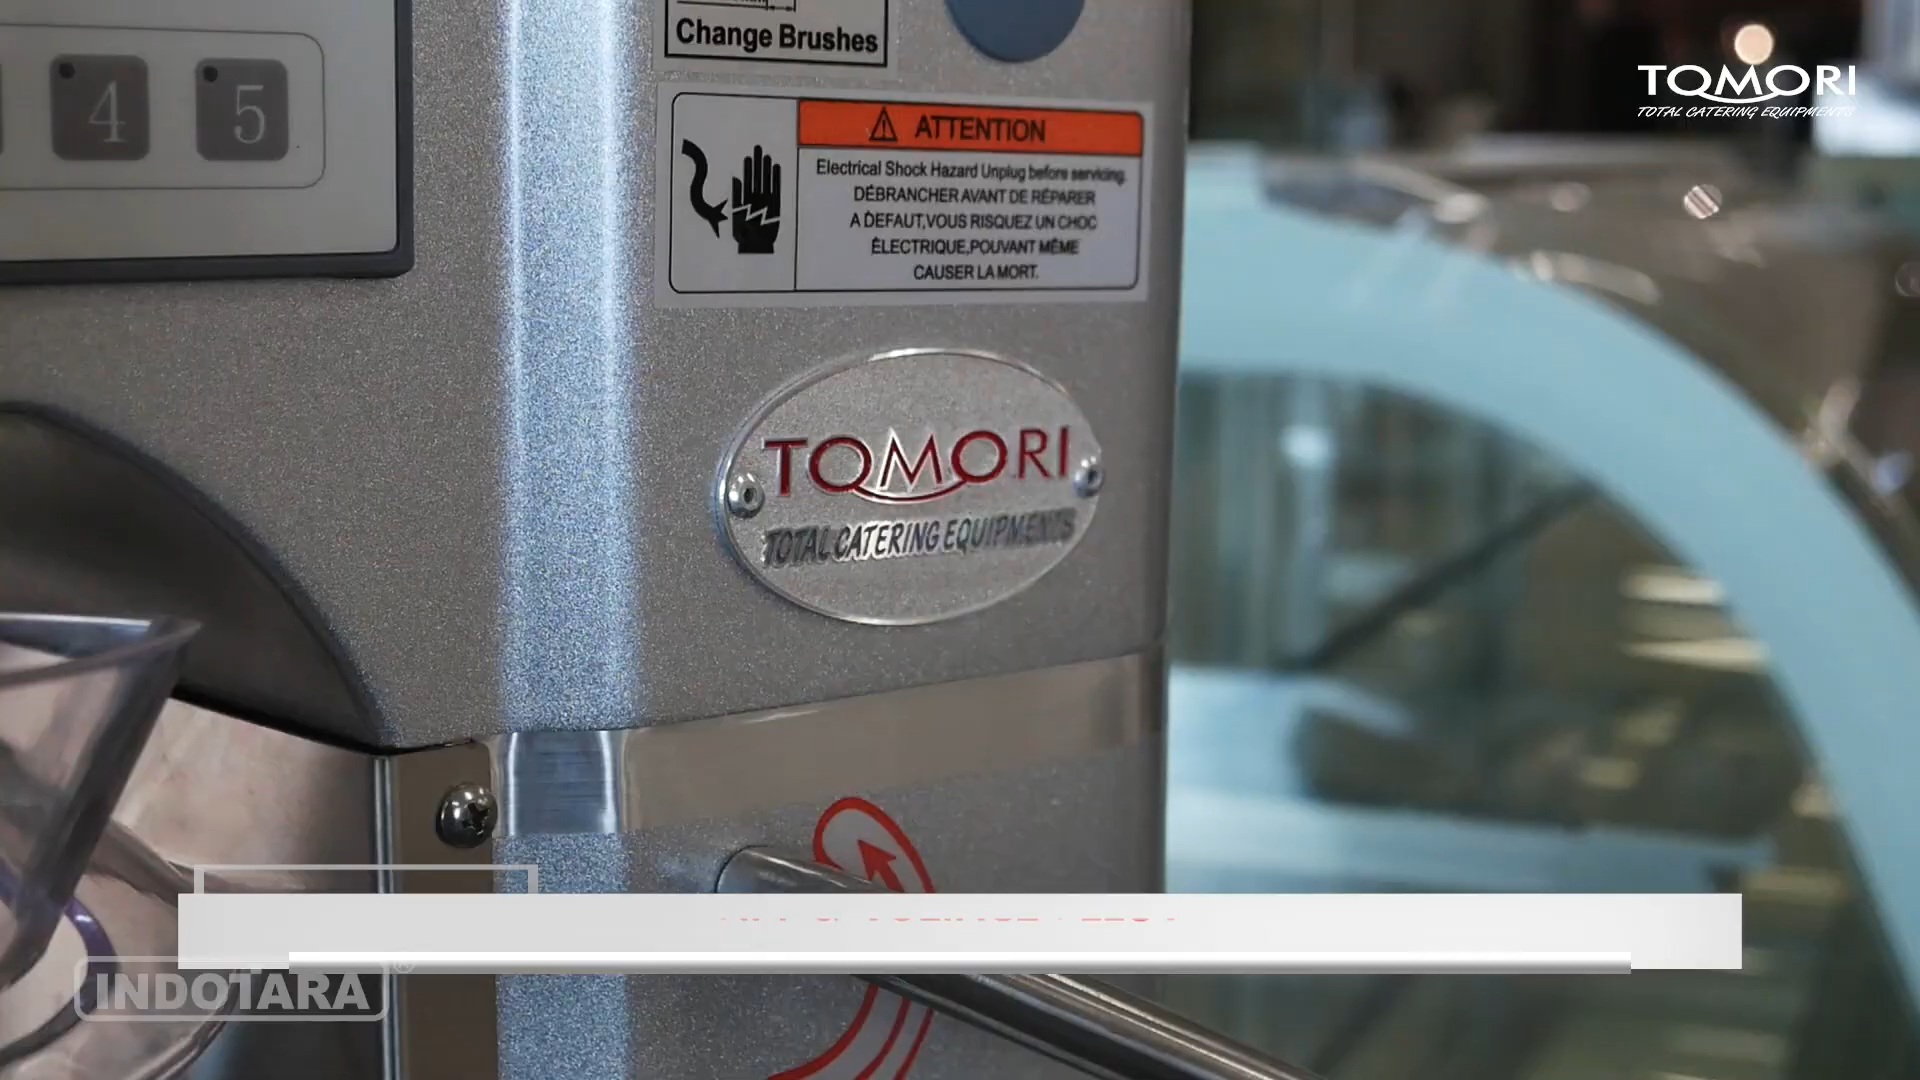 Change Brushes
4 5
ATTENTION
Electrical Shock Hazard Unplug before servicing.
DÉBRANCHER AVANT DE RÉPARER
A DEFAUT,VOUS RISQUEZ UN CHOC
ÉLECTRIQUE,POUVANT MÊME
CAUSER LA MORT.
TOMORI
TOTAL CATERING EQUIPMENTS
TOMORI
TOTAL CATERING EQUIPMENTS
INDOTARA